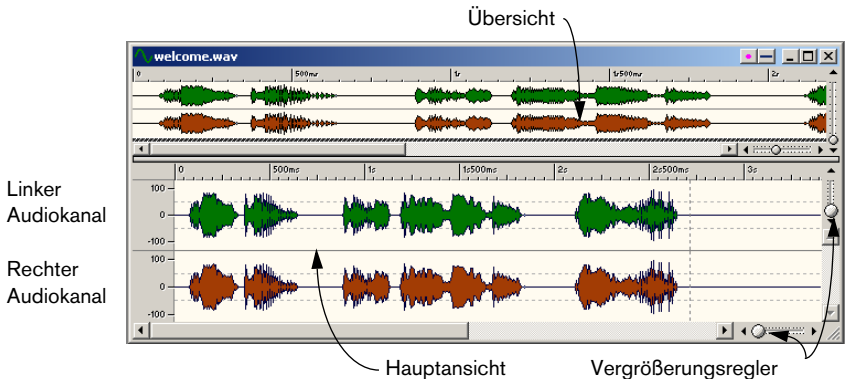 Übersicht
welcome.wav
0 500ms 1s 1s500ms 2s
0 500ms 1s 1s500ms 2s 2s500ms 3s
Linker
Audiokanal
100
0
-100
Rechter
Audiokanal
100
0
-100
Hauptansicht
Vergrößerungsregler